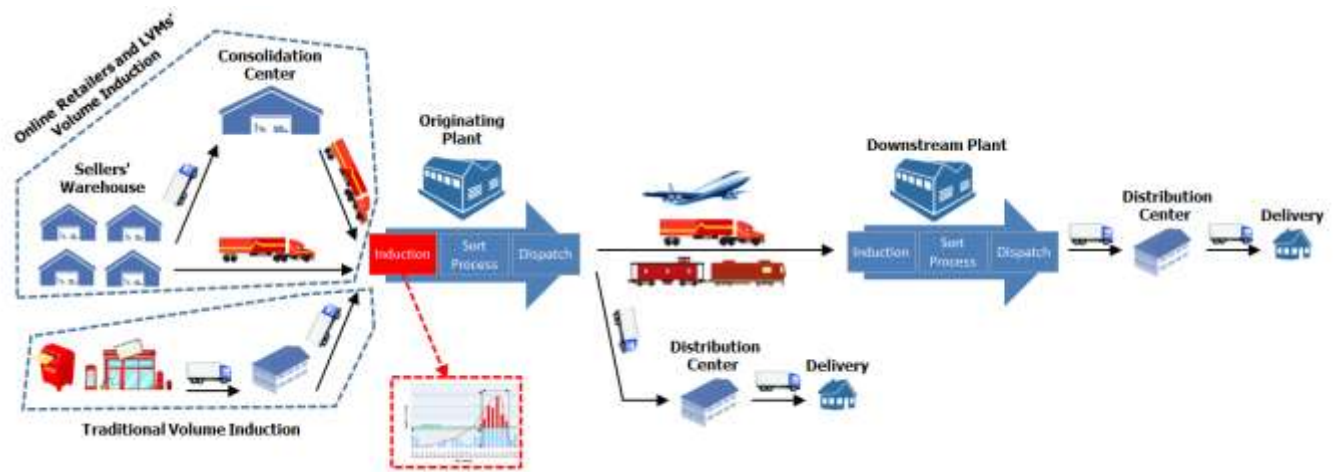 Online Retailers and LVMs'
Volume Induction
Consolidation
Center
Sellers'
Warehouse
Originating
Plant
Induction
Sort
Process
Dispatch
Downstream Plant
Induction
Sort
Process
Dispatch
Distribution
Center
Delivery
Distribution
Center
Delivery
Traditional Volume Induction